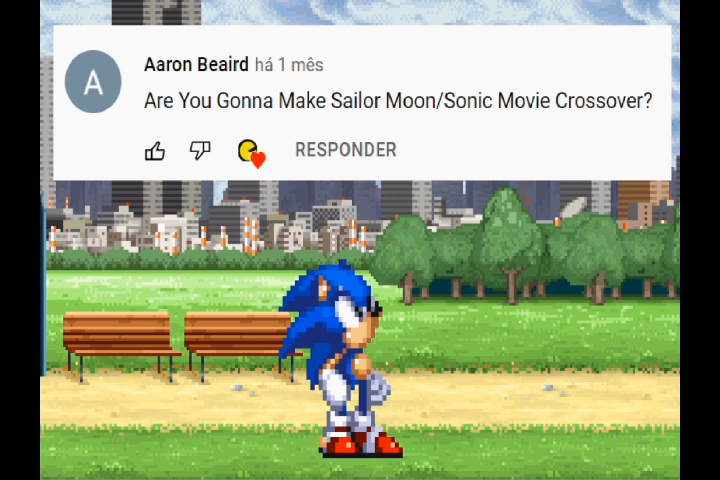 A
Aaron Beaird há 1 mês
Are You Gonna Make Sailor Moon/Sonic Movie Crossover?
RESPONDER